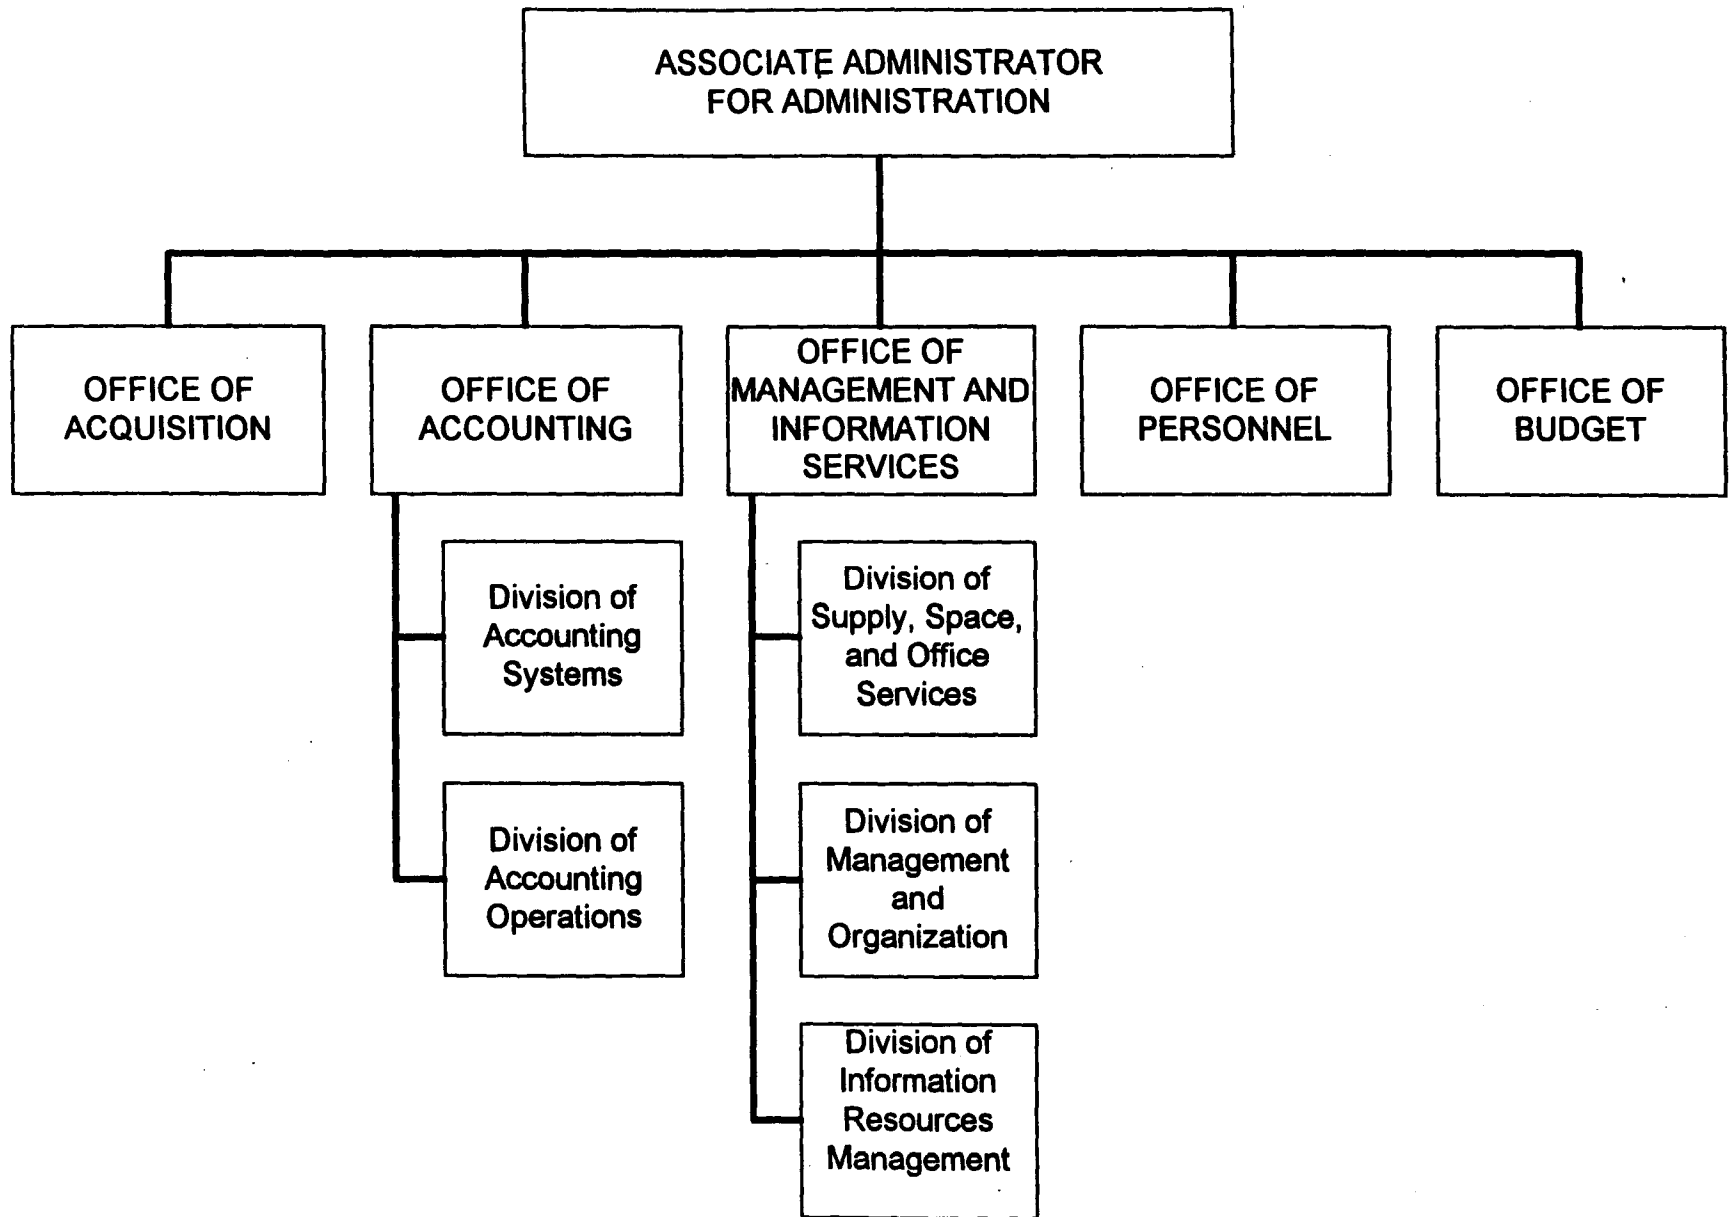 ASSOCIATE ADMINISTRATOR
FOR ADMINISTRATION
OFFICE OF
ACQUISITION
OFFICE OF
ACCOUNTING
OFFICE OF
MANAGEMENT AND
INFORMATION
SERVICES
OFFICE OF
PERSONNEL
OFFICE OF
BUDGET
Division of
Accounting
Systems
Division of
Accounting
Operations
Division of
Supply, Space,
and Office
Services
Division of
Management
and
Organization
Division of
Information
Resources
Management